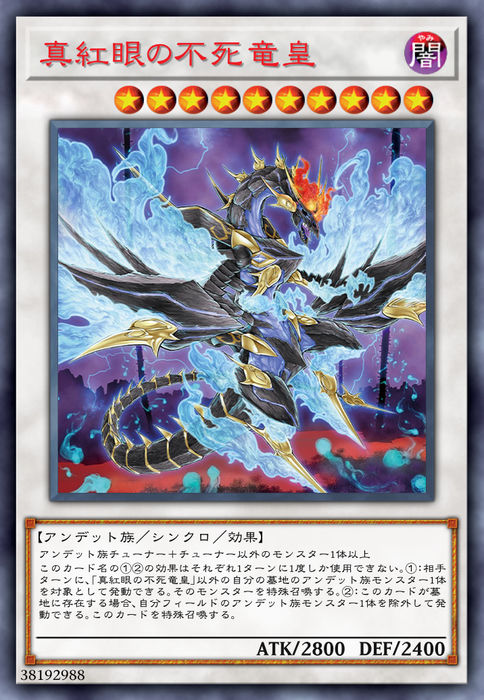 真紅眼の不死竜皇
やみ
闇
【アンデット族／シンクロ／効果】
アンデット族チューナー＋チューナー以外のモンスター1体以上
このカード名の①②の効果はそれぞれ1ターンに1度しか使用できない。①：相手
ターンに、「真紅眼の不死竜皇」以外の自分の墓地のアンデット族モンスター1体
を対象として発動できる。そのモンスターを特殊召喚する。②：このカードが墓
地に存在する場合、自分フィールドのアンデット族モンスター1体を除外して発
動できる。このカードを特殊召喚する。
ATK/2800 DEF/2400
38192988